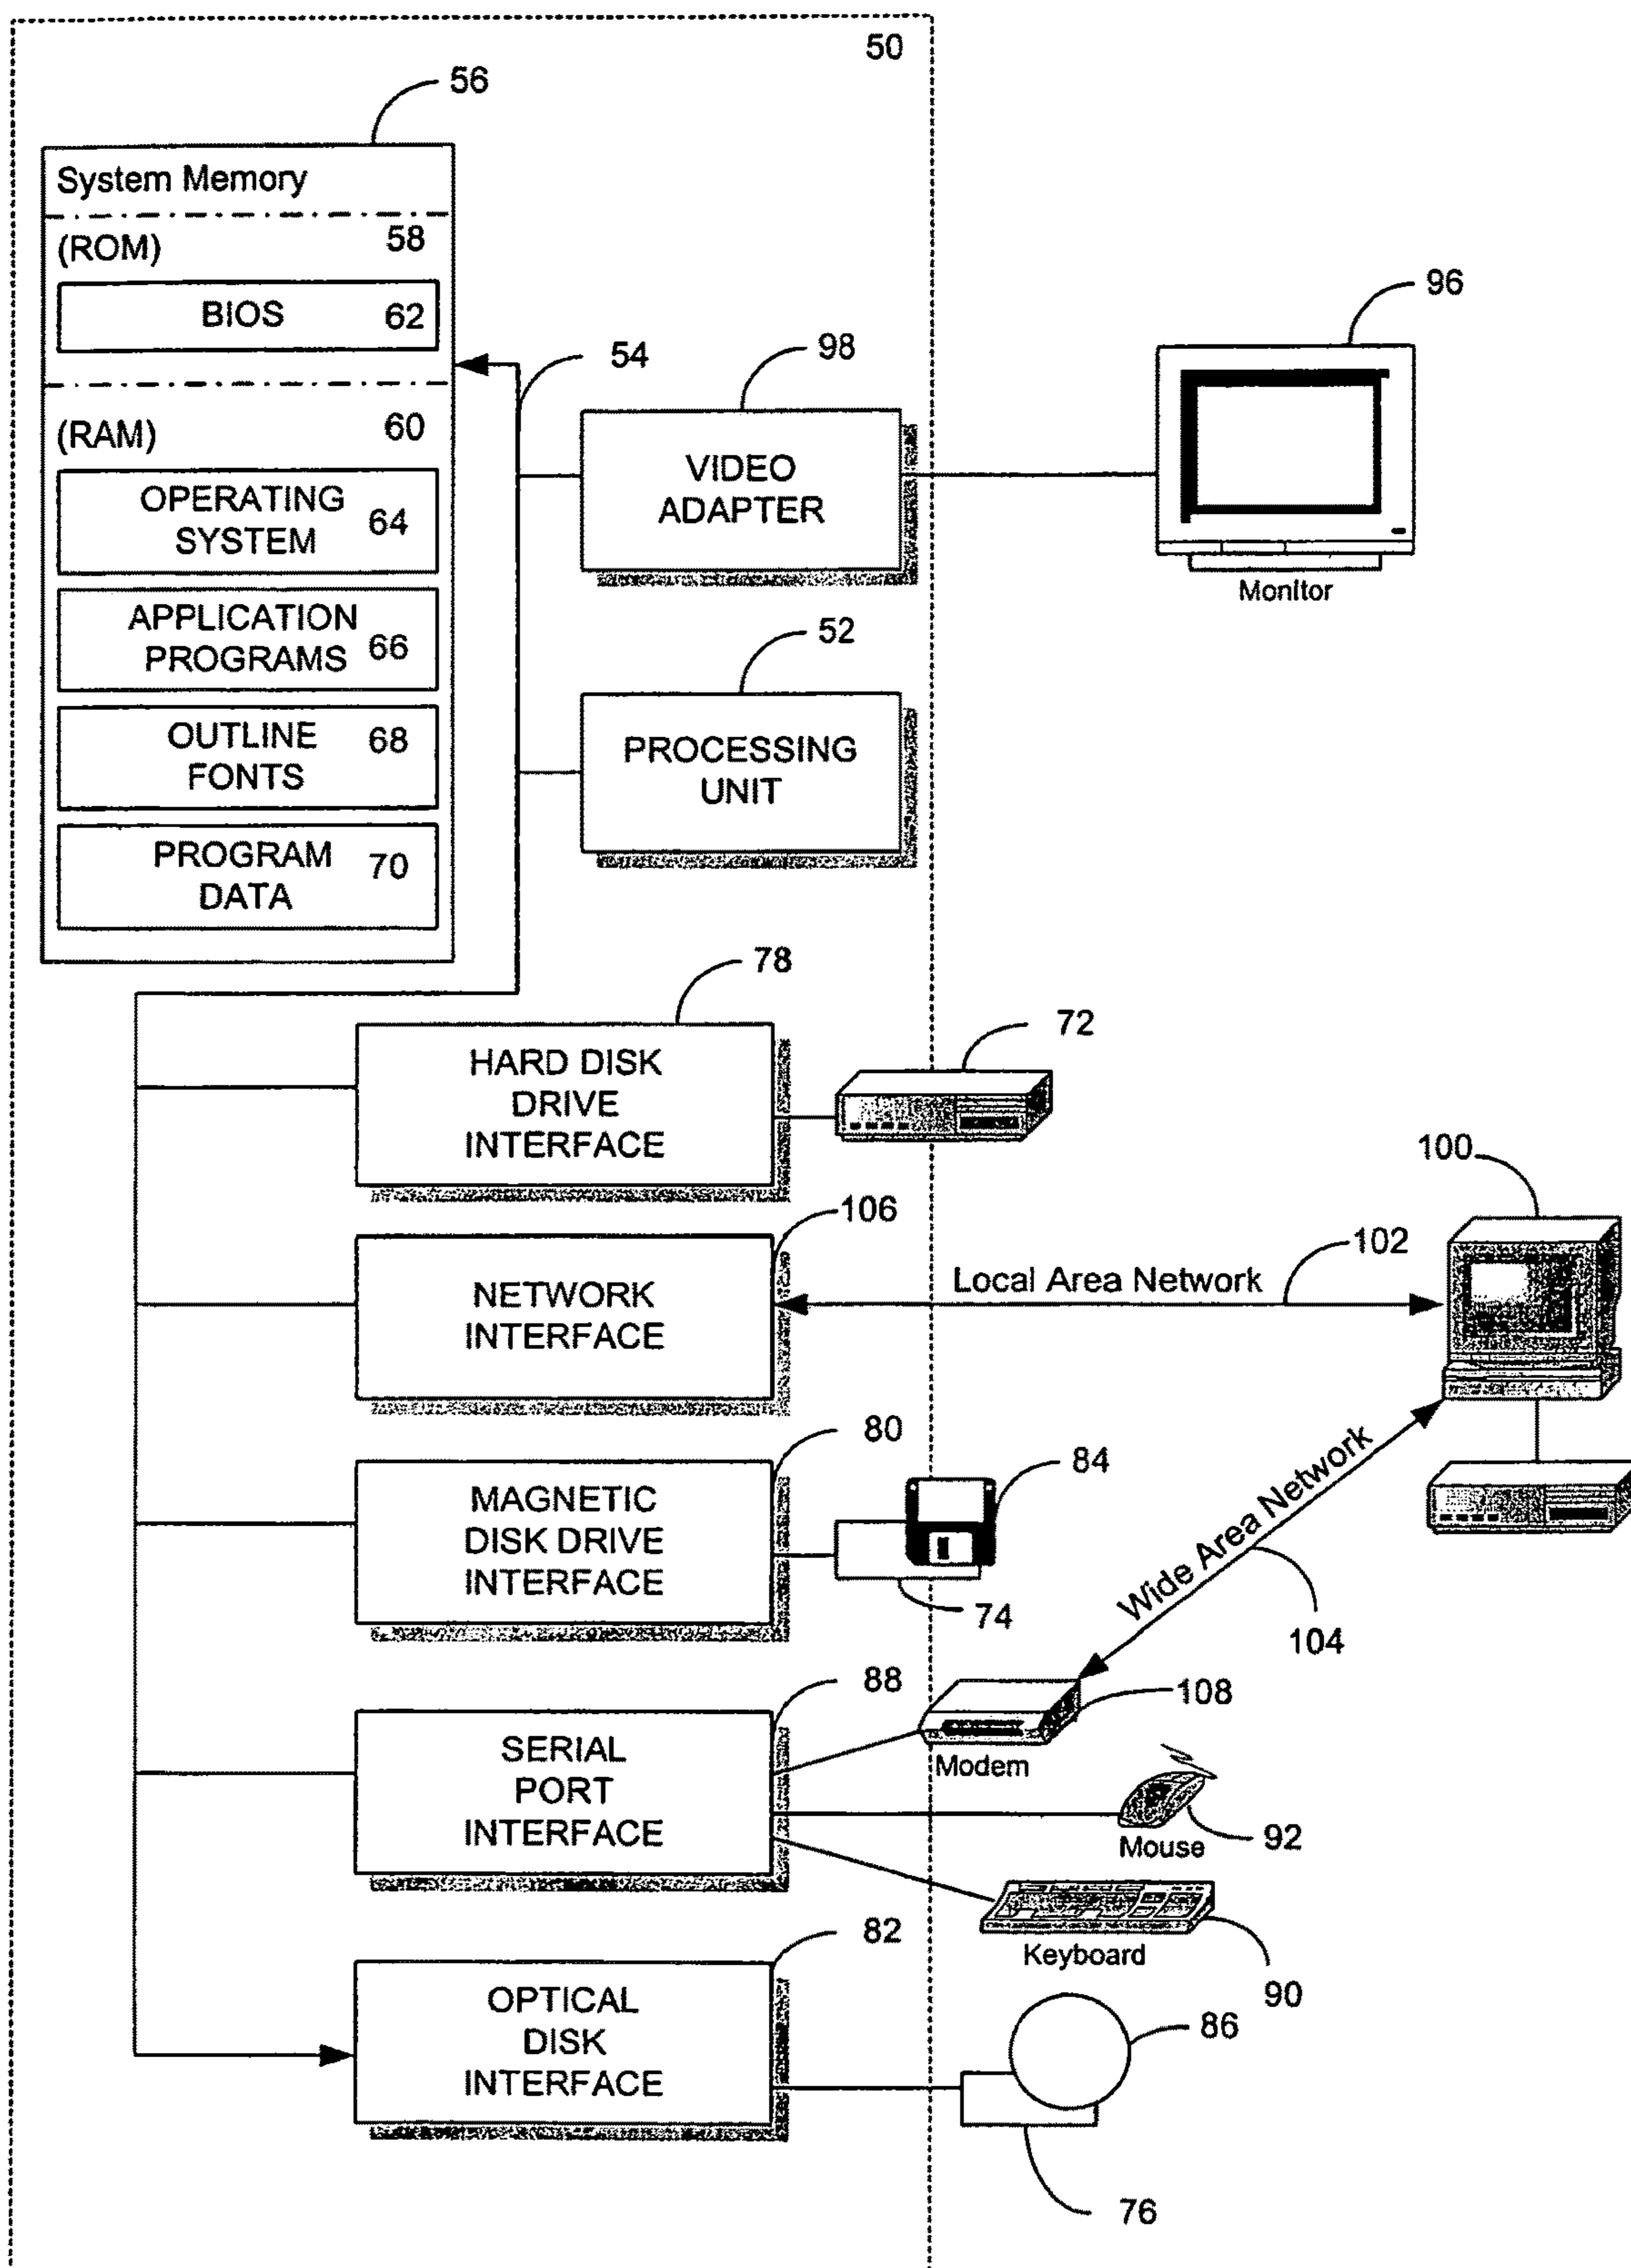 50
56
System Memory
(ROM) 58
BIOS 62
(RAM) 60
OPERATING
SYSTEM 64
APPLICATION
PROGRAMS 66
OUTLINE
FONTS 68
PROGRAM
DATA 70
54
98
VIDEO
ADAPTER
96
Monitor
52
PROCESSING
UNIT
78
HARD DISK
DRIVE
INTERFACE
72
106
NETWORK
INTERFACE
Local Area Network
102
100
80
MAGNETIC
DISK DRIVE
INTERFACE
84
74
Wide Area Network
104
88
SERIAL
PORT
INTERFACE
108
Modem
92
Mouse
Keyboard
90
82
OPTICAL
DISK
INTERFACE
86
76